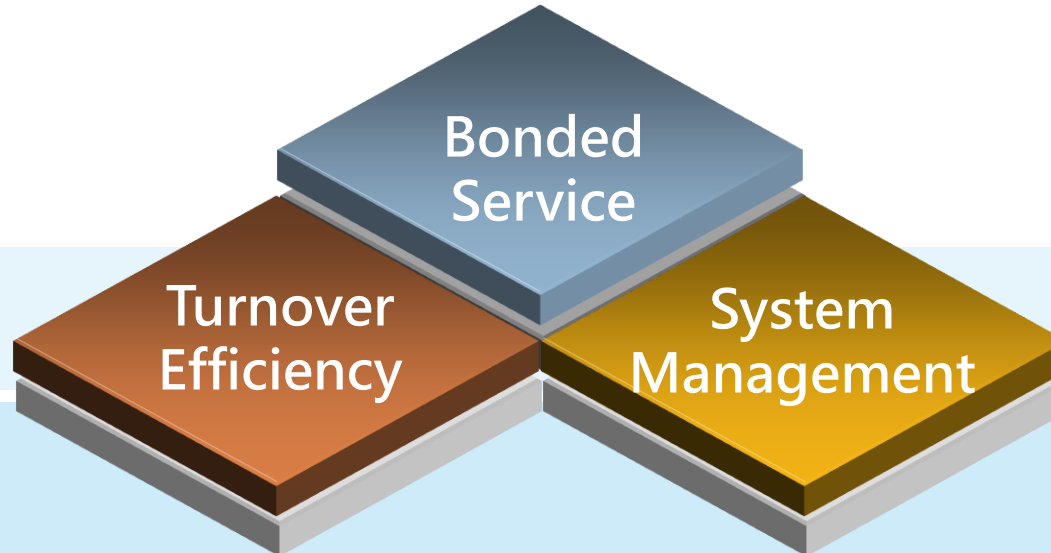 Bonded
Service
Turnover
Efficiency
System
Management